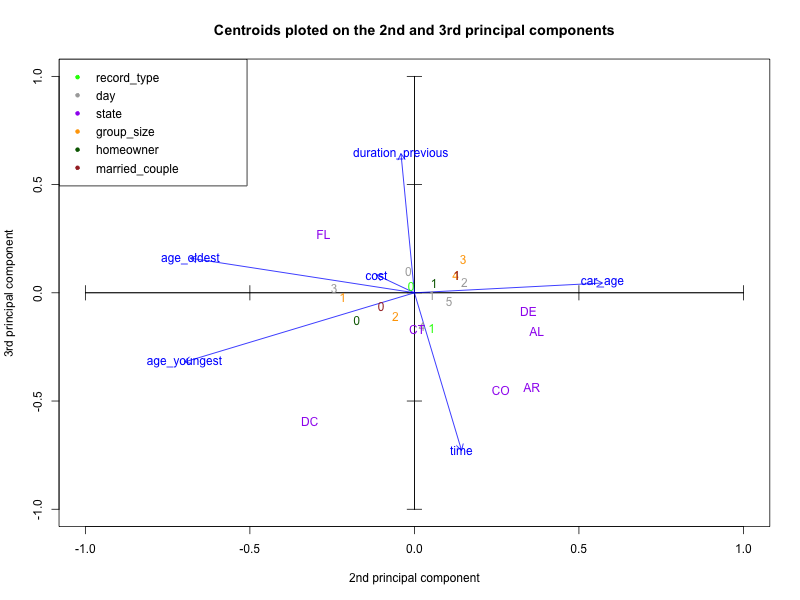 Centroids ploted on the 2nd and 3rd principal components
record_type
day
state
group_size
homeowner
married_couple
1.0
0.5
0.0
-0.5
-1.0
3rd principal component
duration_previous
FL
age_oldest
3
0
cost
4 1
2
car_age
0
1
3
1
0
5
DE
0
2
CT
1
AL
age_youngest
CO
AR
DC
time
-1.0
-0.5
0.0
0.5
1.0
2nd principal component